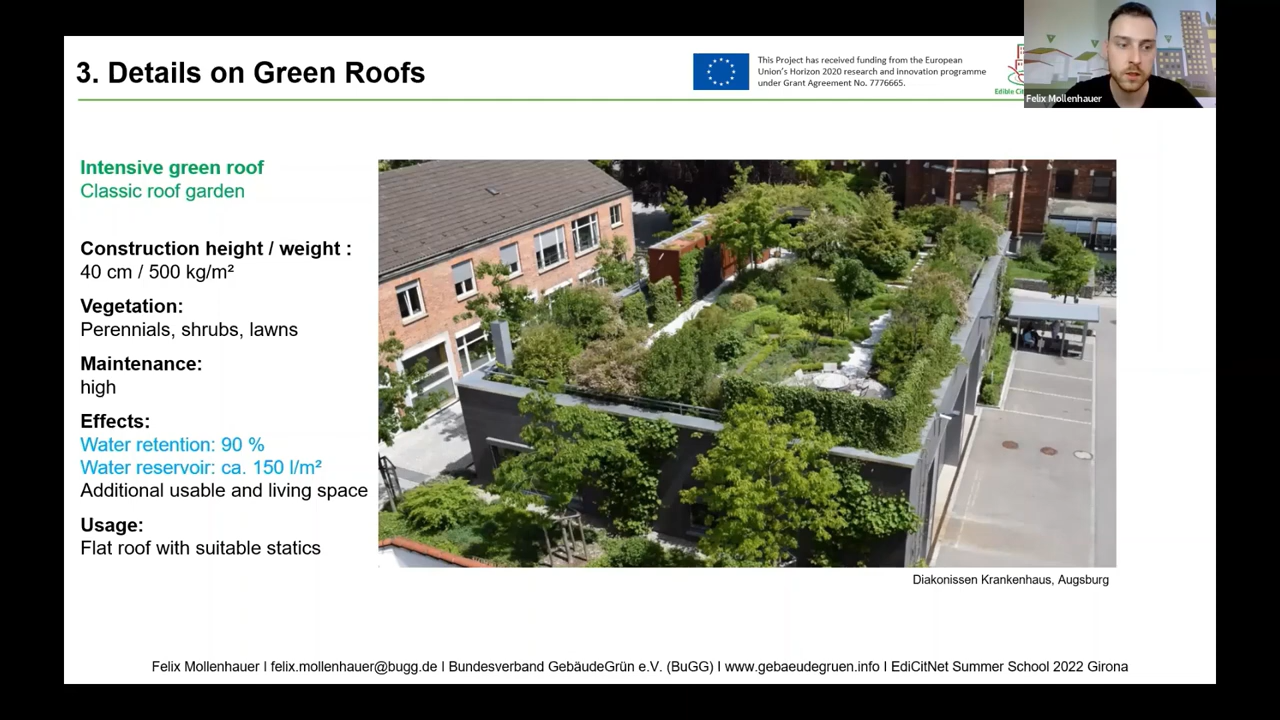 3. Details on Green Roofs
This Project has received funding from the European
Union's Horizon 2020 research and innovation programme
under Grant Agreement No. 7776665.
Edible
Felix Mollenhauer
Intensive green roof
Classic roof garden
Construction height / weight :
40 cm / 500 kg/m²
Vegetation:
Perennials, shrubs, lawns
Maintenance:
high
Effects:
Water retention: 90 %
Water reservoir: ca. 150 l/m²
Additional usable and living space
Usage:
Flat roof with suitable statics
Diakonissen Krankenhaus, Augsburg
Felix Mollenhauer I felix.mollenhauer@bugg.de I Bundesverband GebäudeGrün e.V. (BuGG) I www.gebaeudegruen.info I EdiCitNet Summer School 2022 Girona